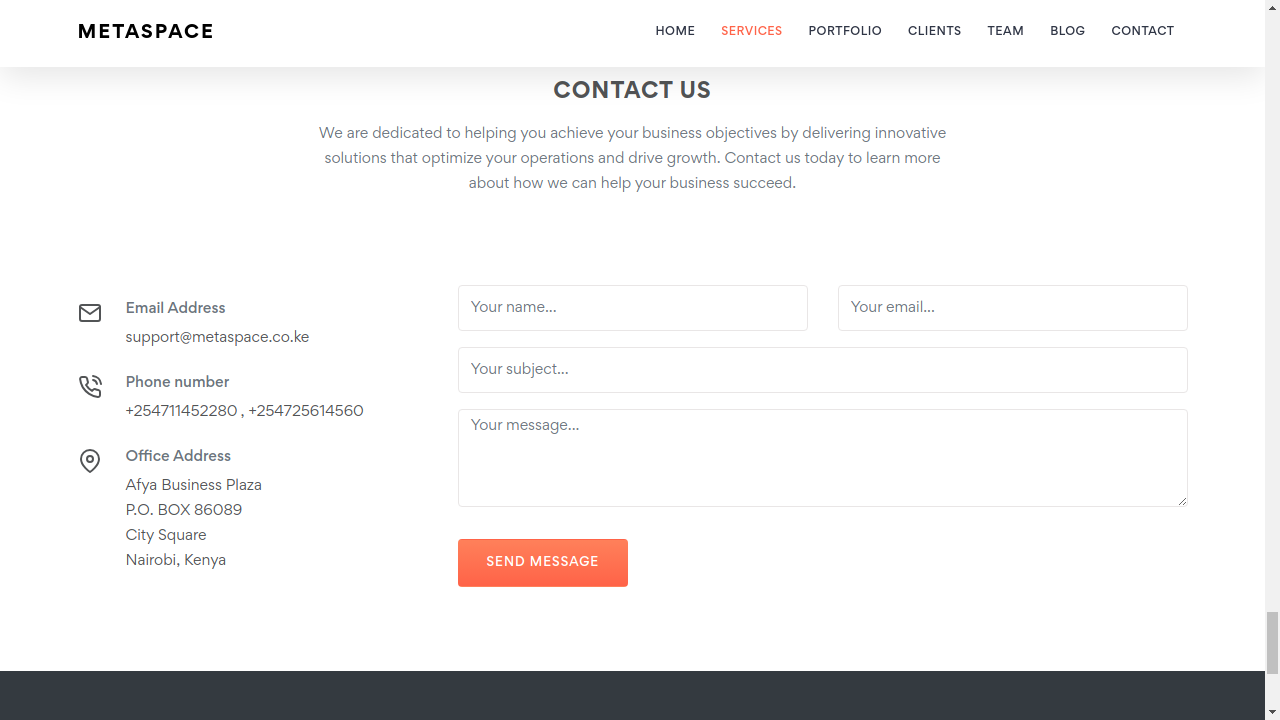 METASPACE
HOME SERVICES PORTFOLIO CLIENTS TEAM BLOG CONTACT
CONTACT US
We are dedicated to helping you achieve your business objectives by delivering innovative
solutions that optimize your operations and drive growth. Contact us today to learn more
about how we can help your business succeed.
Email Address
support@metaspace.co.ke
Phone number
+254711452280 , +254725614560
Office Address
Afya Business Plaza
P.O. BOX 86089
City Square
Nairobi, Kenya
Your name...
Your email...
Your subject...
Your message...
SEND MESSAGE